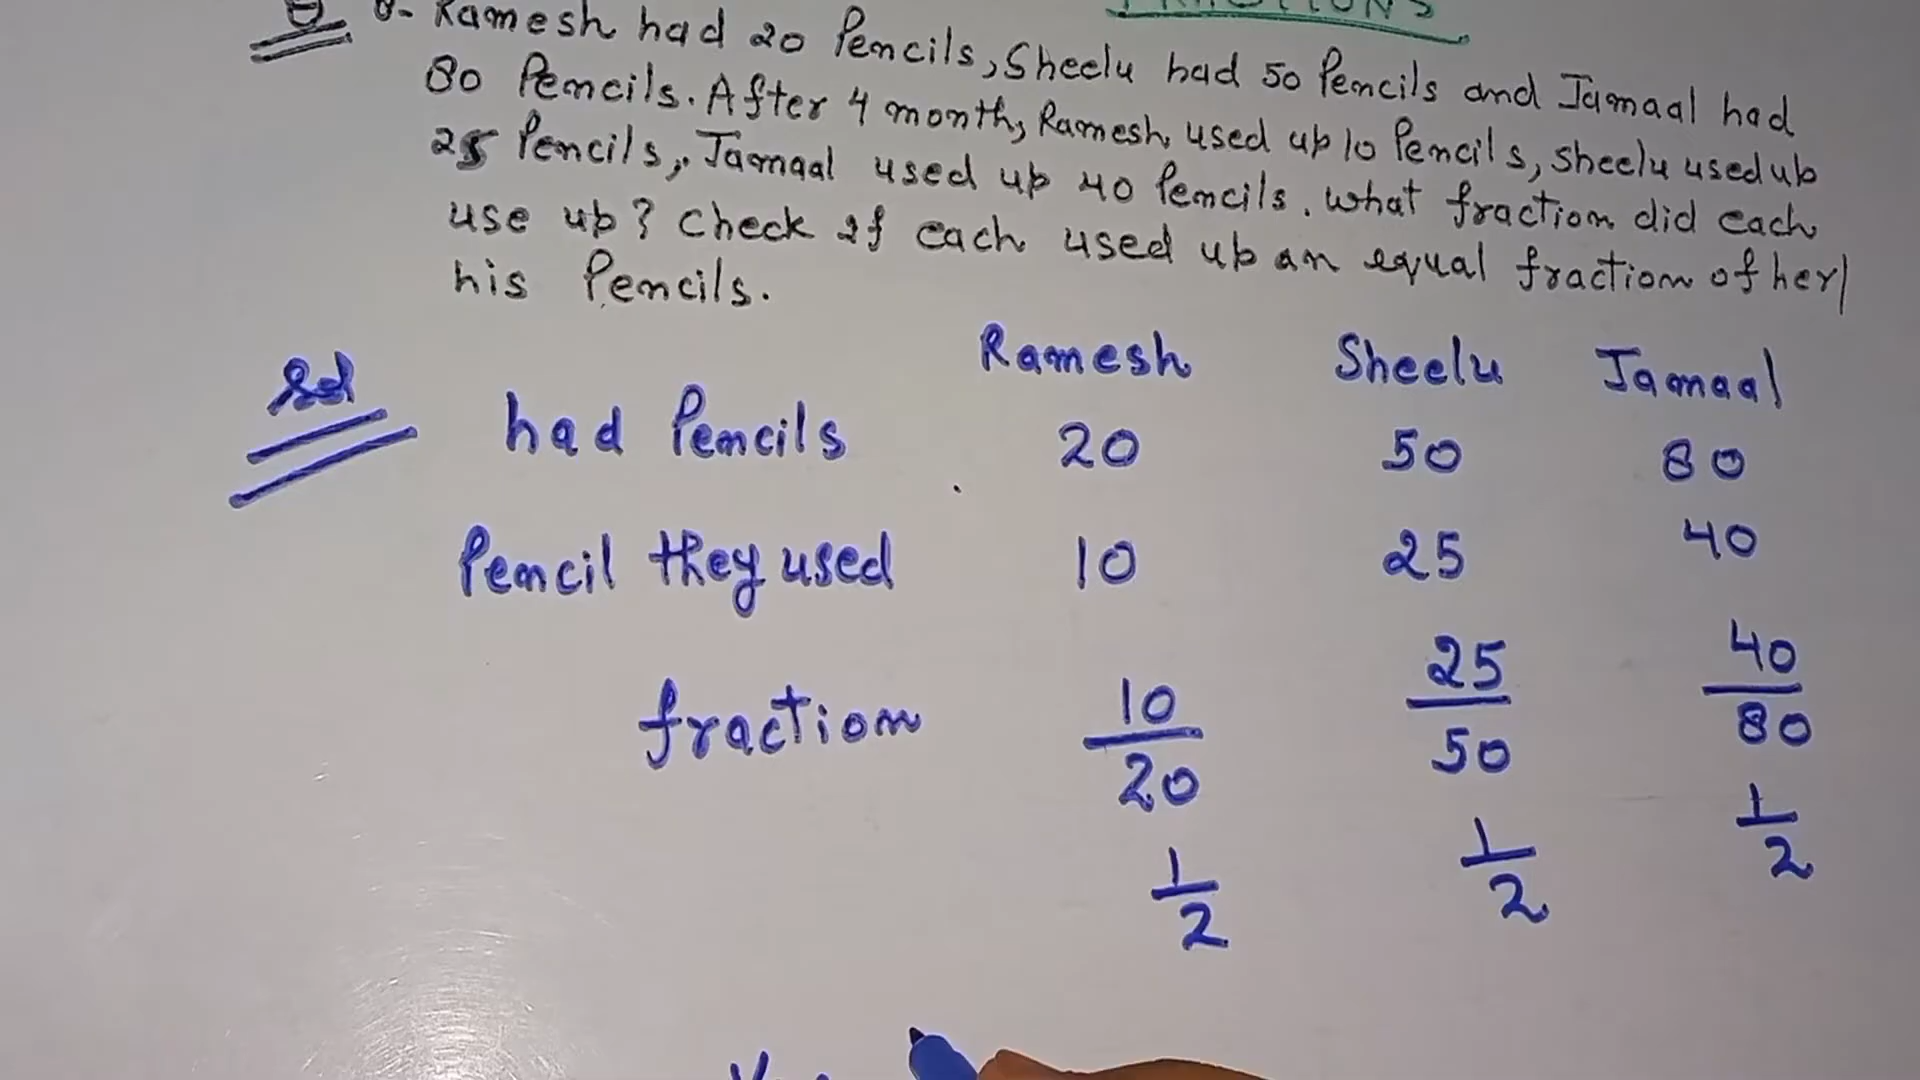 FRACTIONS
Ramesh had 20 Pencils, Sheelu had 50 Pencils and Jamaal had
80 Pencils. After 4 month, Ramesh used up 10 Pencils, sheelu used up
25 Pencils, Jamaal used up 40 Pencils. what fraction did each
use up? check if each used up an equal fraction of her/
his Pencils.
Sol
Ramesh Sheelu Jamaal
had Pencils 20 50 80
Pencil they used 10 25 40
fraction 10/20 25/50 40/80
1/2 1/2 1/2